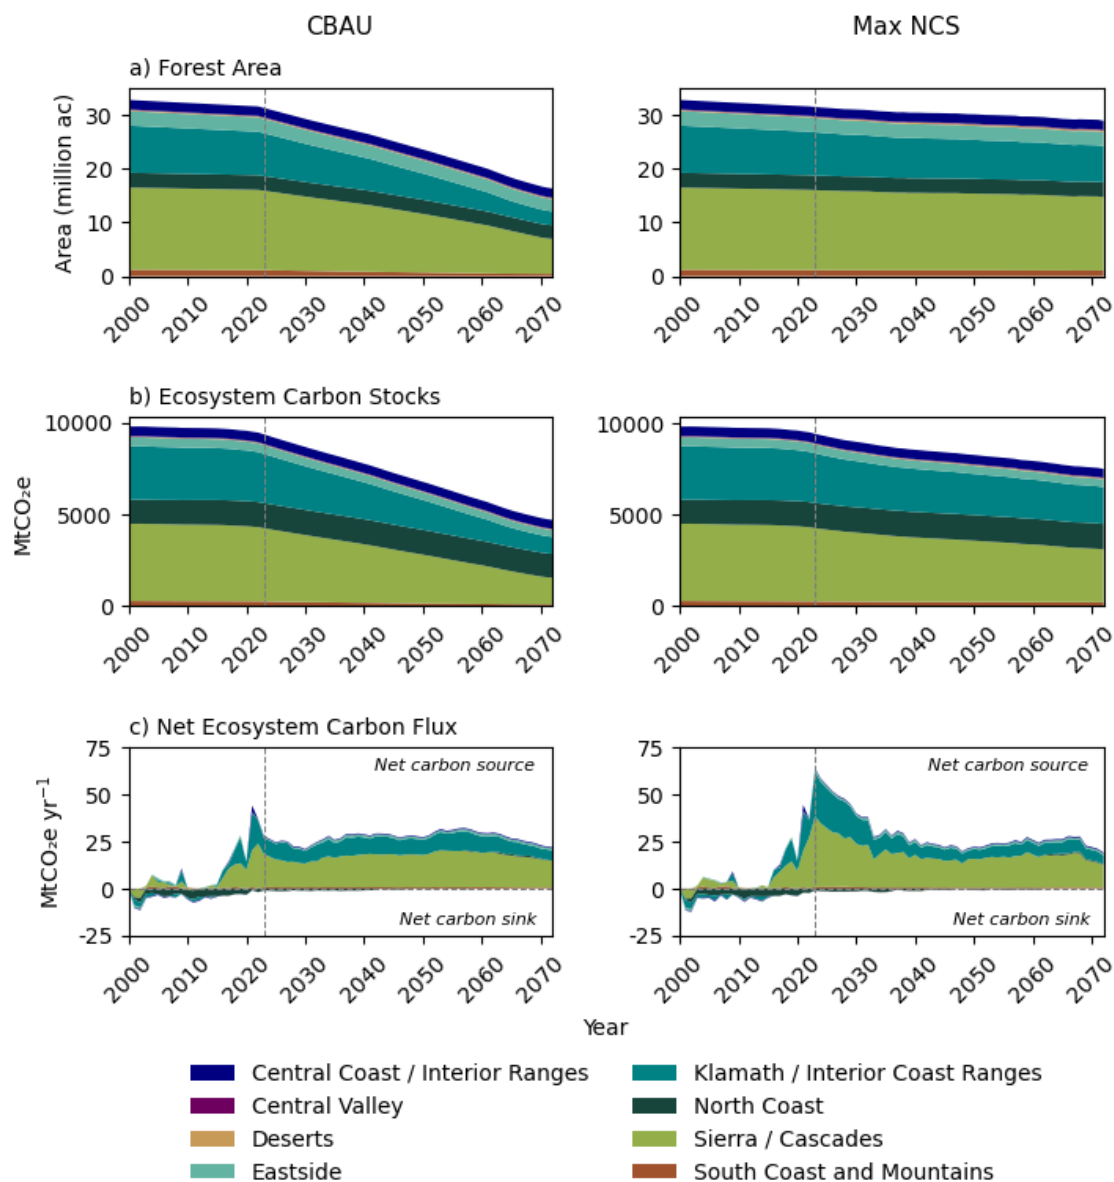 CBAU
Max NCS
a) Forest Area
Area (million ac)
30
20
10
0
2000 2010 2020 2030 2040 2050 2060 2070
30
20
10
0
2000 2010 2020 2030 2040 2050 2060 2070
b) Ecosystem Carbon Stocks
MtCO₂e
10000
5000
0
2000 2010 2020 2030 2040 2050 2060 2070
10000
5000
0
2000 2010 2020 2030 2040 2050 2060 2070
c) Net Ecosystem Carbon Flux
MtCO₂e yr⁻¹
75
50
25
0
-25
Net carbon source
Net carbon sink
2000 2010 2020 2030 2040 2050 2060 2070
75
50
25
0
-25
Net carbon source
Net carbon sink
2000 2010 2020 2030 2040 2050 2060 2070
Year
Central Coast / Interior Ranges
Central Valley
Deserts
Eastside
Klamath / Interior Coast Ranges
North Coast
Sierra / Cascades
South Coast and Mountains